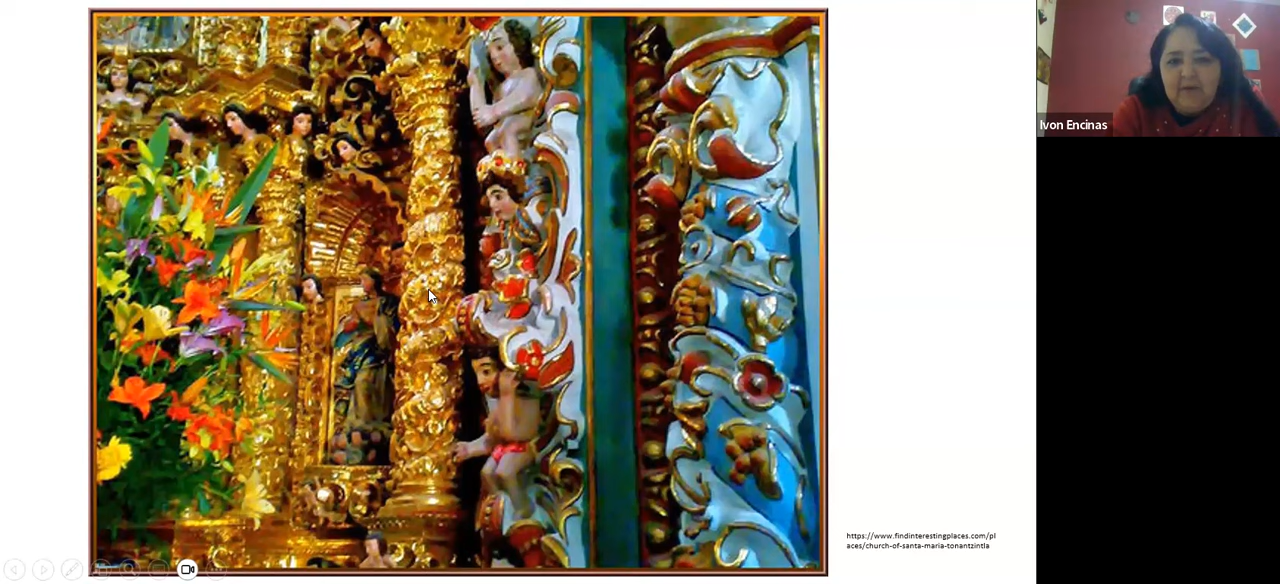 Ivon Encinas
https://www.findinterestingplaces.com/pl
aces/church-of-santa-maria-tonantzintla